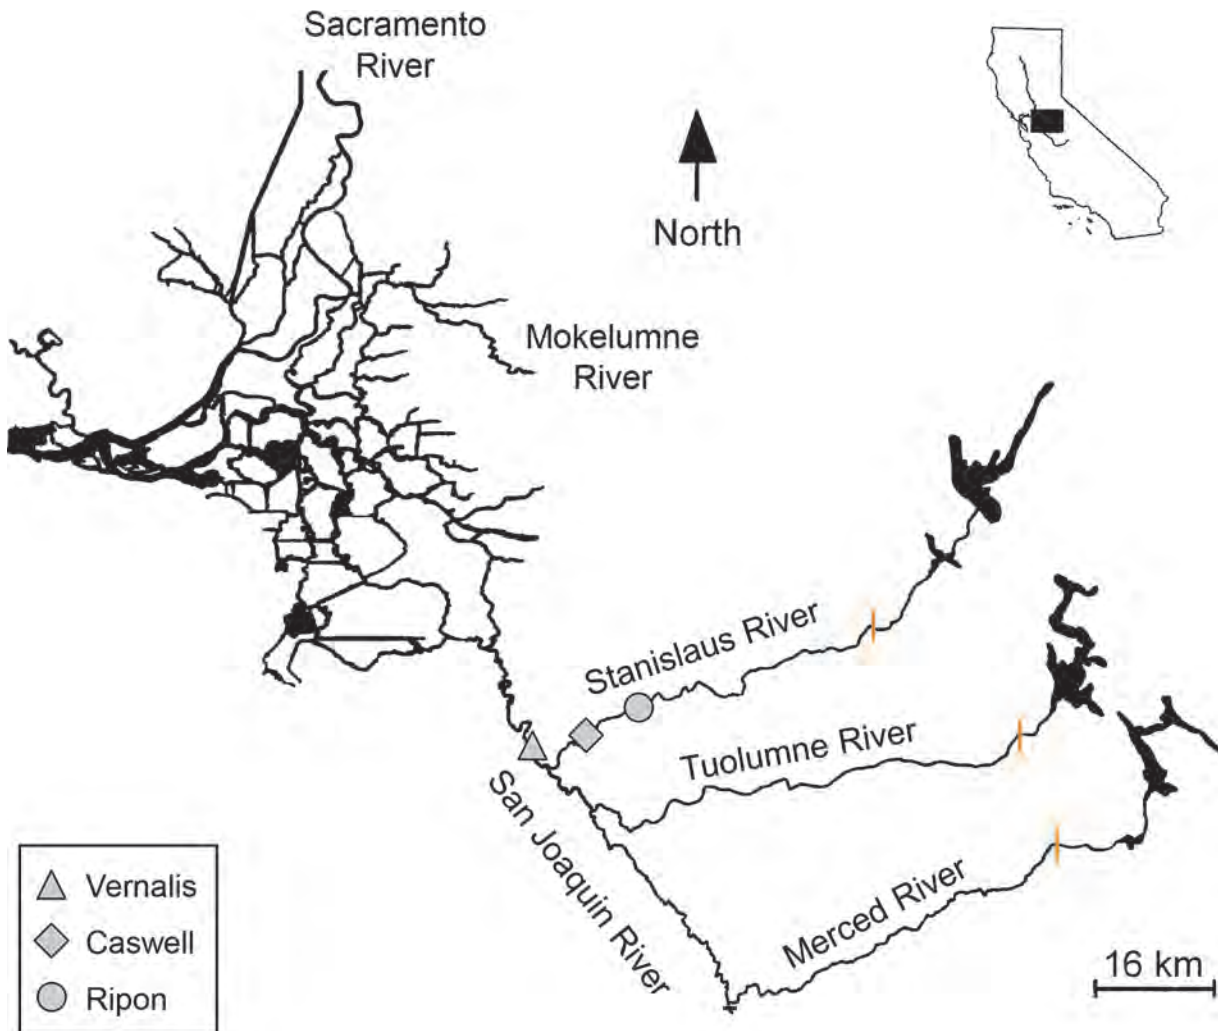 Sacramento
River
North
Mokelumne
River
Stanislaus River
Tuolumne River
San Joaquin River
Merced River
Vernalis
Caswell
Ripon
16 km